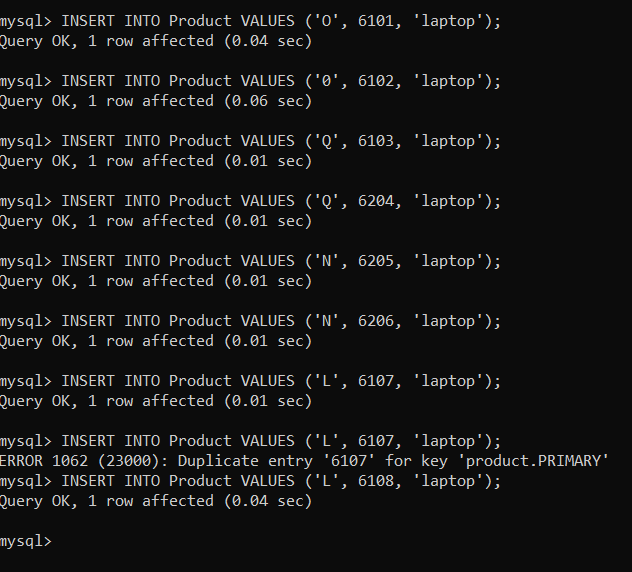 mysql> INSERT INTO Product VALUES ('O', 6101, 'laptop');
Query OK, 1 row affected (0.04 sec)
mysql> INSERT INTO Product VALUES ('0', 6102, 'laptop');
Query OK, 1 row affected (0.06 sec)
mysql> INSERT INTO Product VALUES ('Q', 6103, 'laptop');
Query OK, 1 row affected (0.01 sec)
mysql> INSERT INTO Product VALUES ('Q', 6204, 'laptop');
Query OK, 1 row affected (0.01 sec)
mysql> INSERT INTO Product VALUES ('N', 6205, 'laptop');
Query OK, 1 row affected (0.01 sec)
mysql> INSERT INTO Product VALUES ('N', 6206, 'laptop');
Query OK, 1 row affected (0.01 sec)
mysql> INSERT INTO Product VALUES ('L', 6107, 'laptop');
Query OK, 1 row affected (0.01 sec)
mysql> INSERT INTO Product VALUES ('L', 6107, 'laptop');
ERROR 1062 (23000): Duplicate entry '6107' for key 'product.PRIMARY'
mysql> INSERT INTO Product VALUES ('L', 6108, 'laptop');
Query OK, 1 row affected (0.04 sec)
mysql>